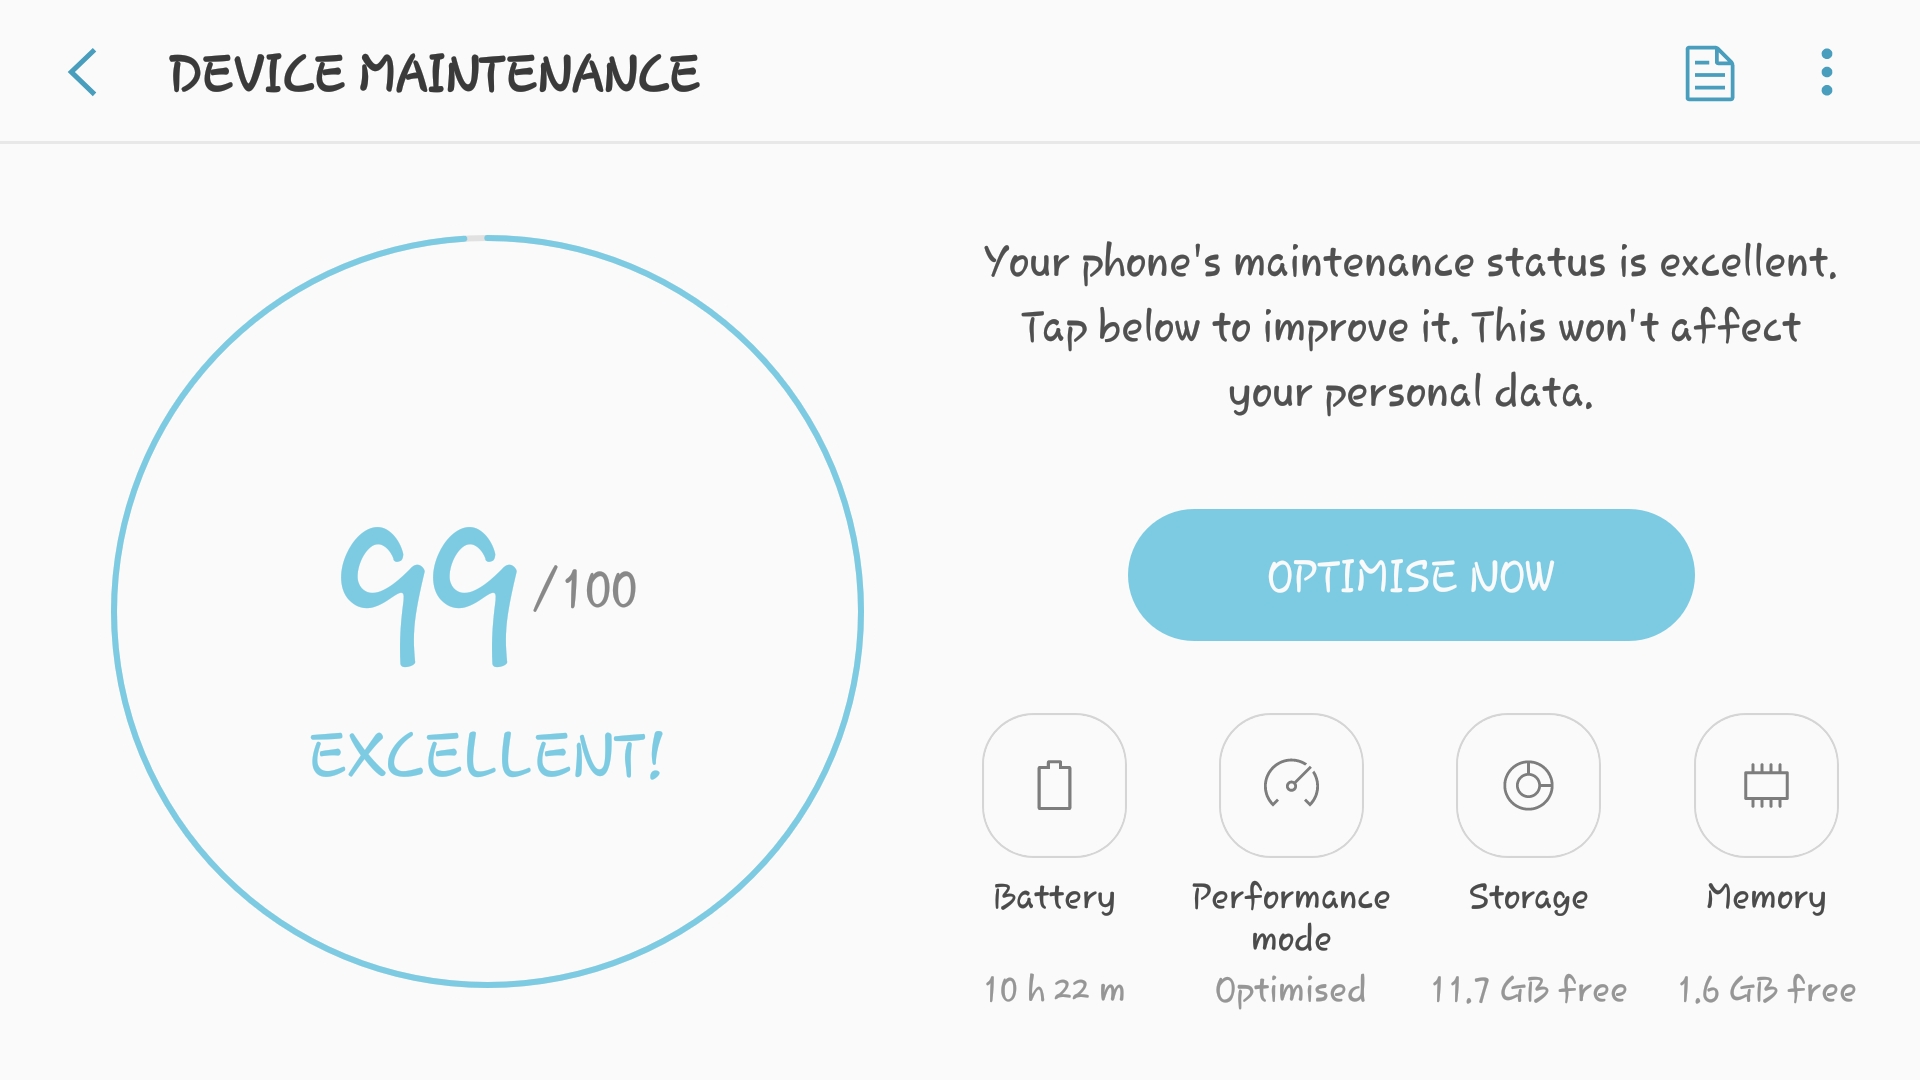 DEVICE MAINTENANCE
99/100
EXCELLENT!
Your phone's maintenance status is excellent.
Tap below to improve it. This won't affect
your personal data.
OPTIMISE NOW
Battery
10 h 22 m
Performance
mode
Optimised
Storage
11.7 GB free
Memory
1.6 GB free